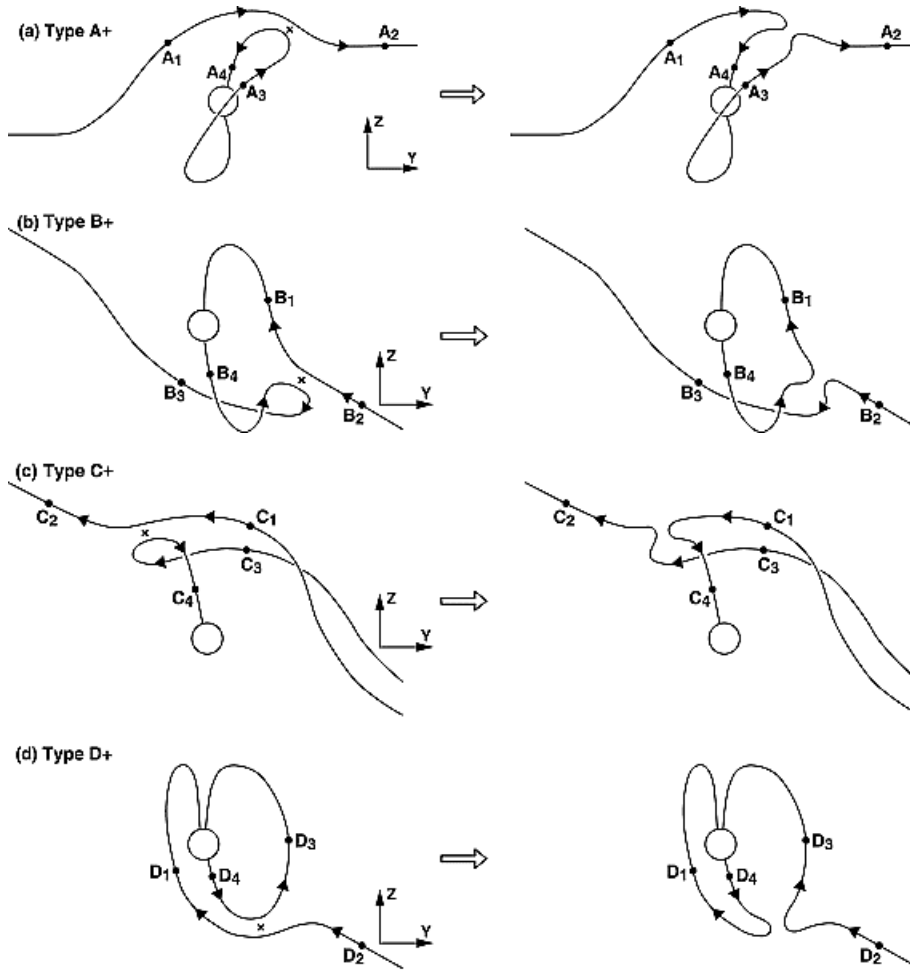 (a) Type A+
A1
A2
A4
A3
Z
Y
A1
A2
A4
A3
(b) Type B+
B1
B4
B3
B2
Z
Y
B1
B4
B3
B2
(c) Type C+
C2
C1
C3
C4
Z
Y
C2
C1
C3
C4
(d) Type D+
D3
D1
D4
D2
Z
Y
D3
D1
D4
D2